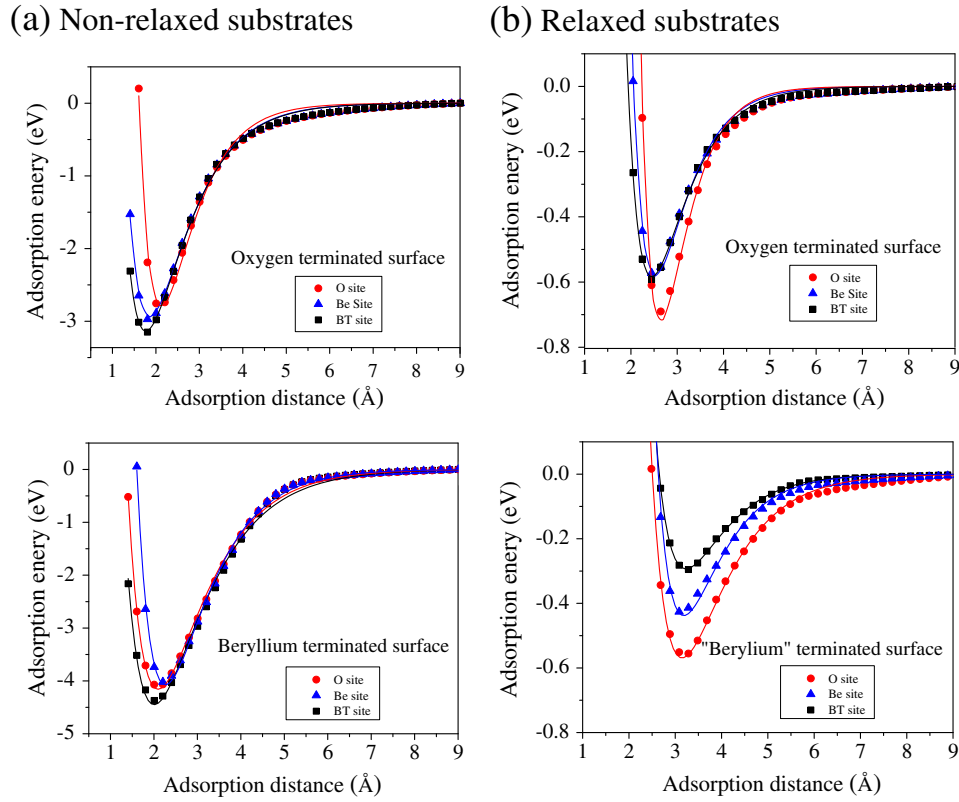 (a) Non-relaxed substrates
(b) Relaxed substrates
Adsorption enery (eV)
0
-1
-2
-3
Oxygen terminated surface
O site
Be Site
BT site
1 2 3 4 5 6 7 8 9
Adsorption distance (Å)
Adsorption enery (eV)
0.0
-0.2
-0.4
-0.6
-0.8
Oxygen terminated surface
O site
Be Site
BT site
1 2 3 4 5 6 7 8 9
Adsorption distance (Å)
Adsorption enery (eV)
0
-1
-2
-3
-4
-5
Beryllium terminated surface
O site
Be site
BT site
1 2 3 4 5 6 7 8 9
Adsorption distance (Å)
Adsorption enery (eV)
0.0
-0.2
-0.4
-0.6
-0.8
"Berylium" terminated surface
O site
Be site
BT site
1 2 3 4 5 6 7 8 9
Adsorption distance (Å)